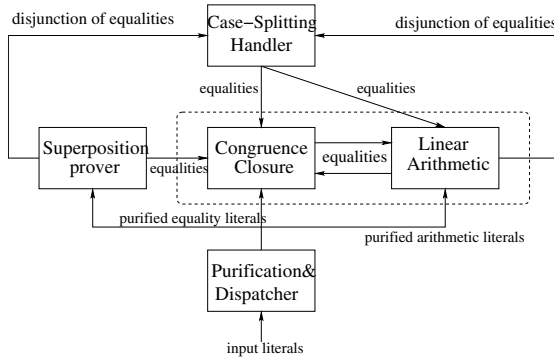 disjunction of equalities
Case-Splitting
Handler
disjunction of equalities
equalities
equalities
Superposition
prover
equalities
Congruence
Closure
equalities
Linear
Arithmetic
purified equality literals
purified arithmetic literals
Purification&
Dispatcher
input literals